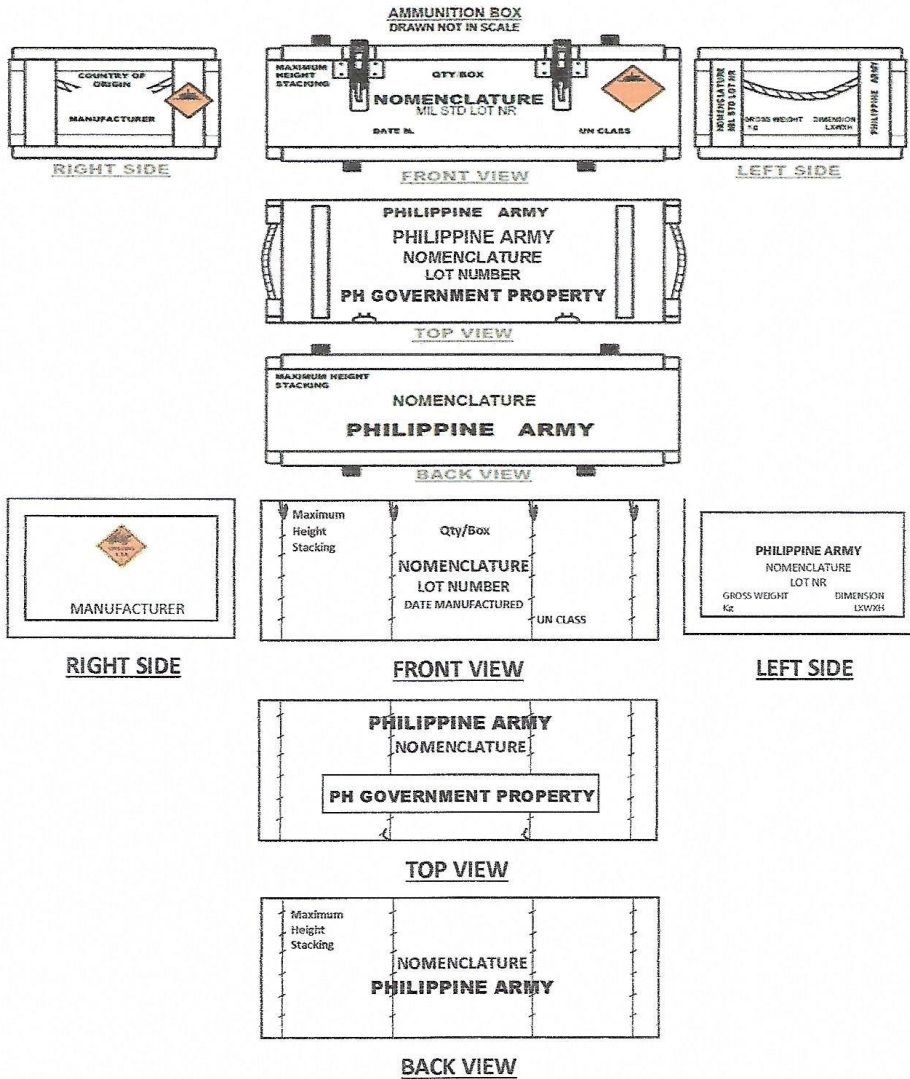 AMMUNITION BOX
DRAWN NOT IN SCALE
COUNTRY OF
ORIGIN
MANUFACTURER
RIGHT SIDE
MAXIMUM
HEIGHT
STACKING
QTY/BOX
NOMENCLATURE
MIL STD LOT NR
DATE N.
UN CLASS
FRONT VIEW
NOMENCLATURE
MIL STD LOT NR
GROSS WEIGHT
Kg
DIMENSION
LXWXH
PHILIPPINE ARMY
LEFT SIDE
PHILIPPINE ARMY
PHILIPPINE ARMY
NOMENCLATURE
LOT NUMBER
PH GOVERNMENT PROPERTY
TOP VIEW
MAXIMUM HEIGHT
STACKING
NOMENCLATURE
PHILIPPINE ARMY
BACK VIEW
MANUFACTURER
RIGHT SIDE
Maximum
Height
Stacking
Qty/Box
NOMENCLATURE
LOT NUMBER
DATE MANUFACTURED
UN CLASS
FRONT VIEW
PHILIPPINE ARMY
NOMENCLATURE
LOT NR
GROSS WEIGHT
Kg
DIMENSION
LXWXH
LEFT SIDE
PHILIPPINE ARMY
NOMENCLATURE
PH GOVERNMENT PROPERTY
TOP VIEW
Maximum
Height
Stacking
NOMENCLATURE
PHILIPPINE ARMY
BACK VIEW